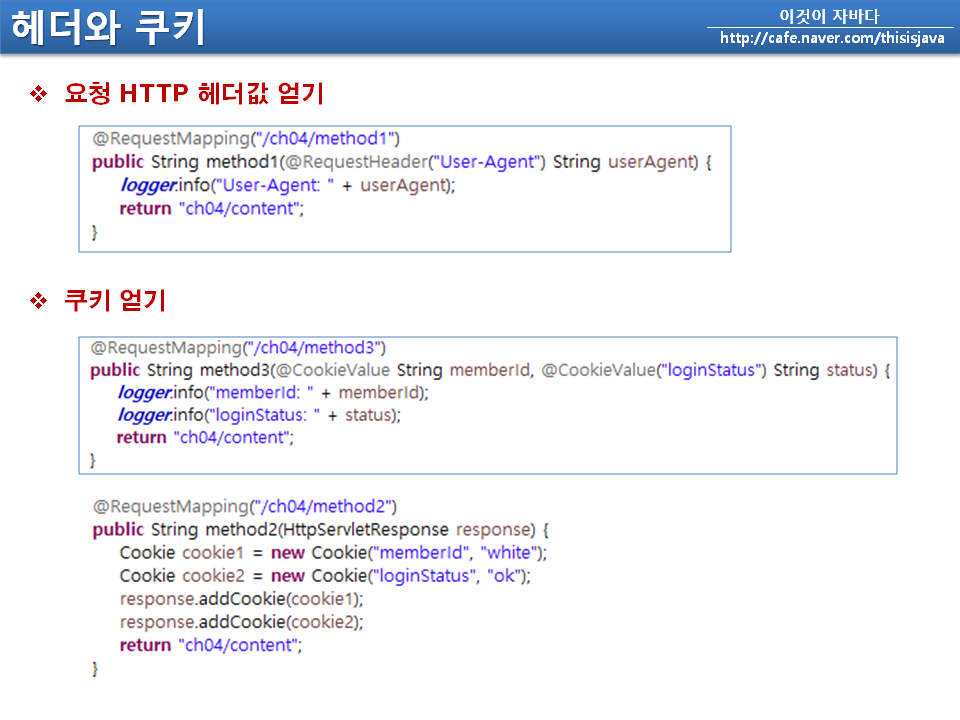 헤더와 쿠키
이것이 자바다
http://cafe.naver.com/thisisjava
❖ 요청 HTTP 헤더값 얻기
@RequestMapping("/ch04/method1")
public String method1(@RequestHeader("User-Agent") String userAgent) {
logger.info("User-Agent: " + userAgent);
return "ch04/content";
}
❖ 쿠키 얻기
@RequestMapping("/ch04/method3")
public String method3(@CookieValue String memberId, @CookieValue("loginStatus") String status) {
logger.info("memberId: " + memberId);
logger.info("loginStatus: " + status);
return "ch04/content";
}
@RequestMapping("/ch04/method2")
public String method2(HttpServletResponse response) {
Cookie cookie1 = new Cookie("memberId", "white");
Cookie cookie2 = new Cookie("loginStatus", "ok");
response.addCookie(cookie1);
response.addCookie(cookie2);
return "ch04/content";
}